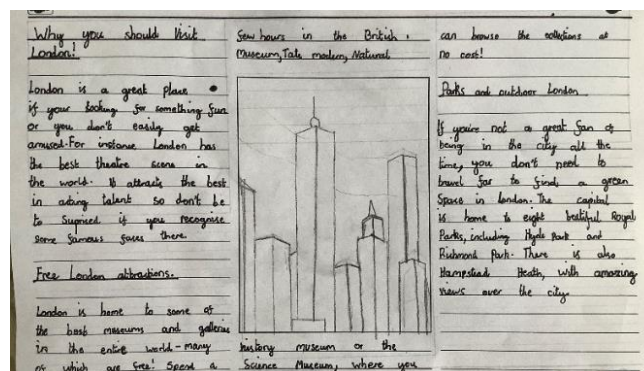 Why you should Visit
London!
London is a great place
if your looking for something fun
or you don't easily get
amused. For instance London has
the best theatre scene in
the world. It attracts the best
in acting talent so don't be
to Suprised if you recognise
some famous faces there
Free London attractions.
London is home to some of
the best museums and galleries
in the entire world - many
of which are free! Spend a
few hours in the British
Museum, Tate modern, Natural
history museum or the
Science Museum, where you
can browse the collections at
no cost!
Parks and outdoor London
If you're not a great fan of
being in the city all the
time, you don't need to
travel far to find a green
Space in London. The capital
is home to eight beatiful Royal
Parks, including Hyde Park and
Richmond Park. There is also
Hampstead Heath, with amazing
views over the city